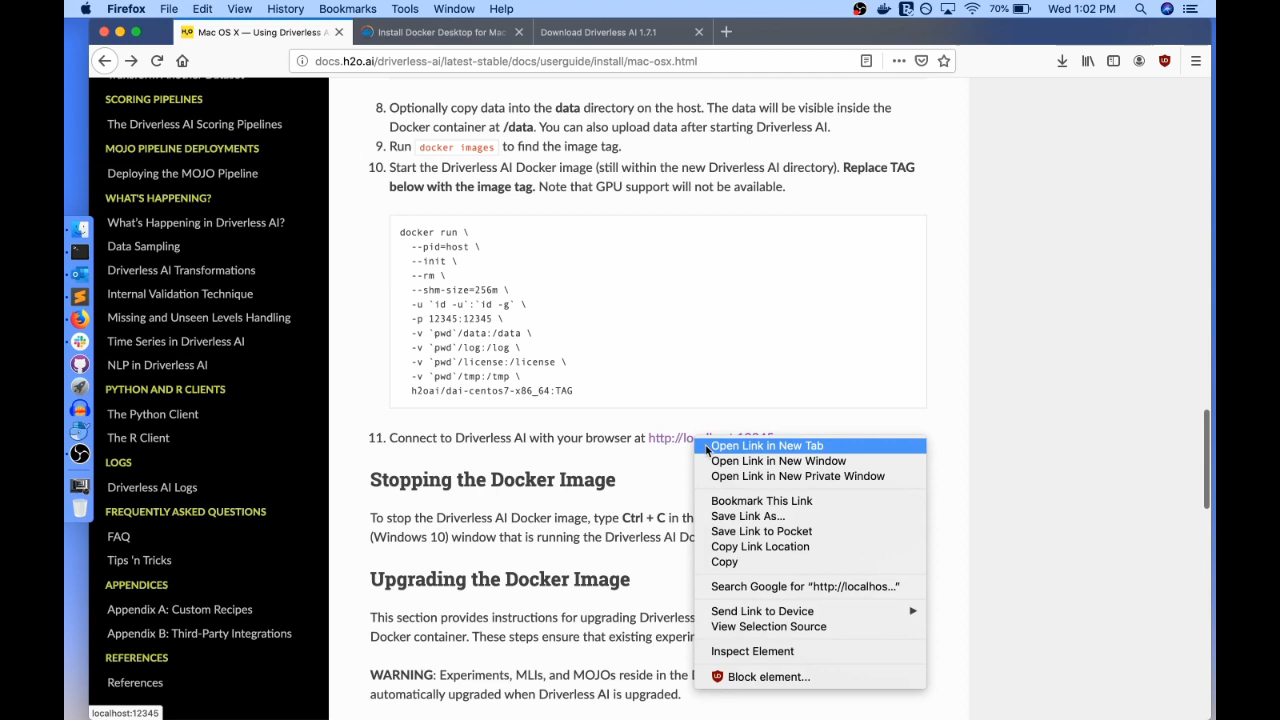 Firefox File Edit View History Bookmarks Tools Window Help 70% Wed 1:02 PM
H2O Mac OS X — Using Driverless A × Install Docker Desktop for Mac × Download Driverless AI 1.7.1 × +
docs.h2o.ai/driverless-ai/latest-stable/docs/userguide/install/mac-osx.html
SCORING PIPELINES
The Driverless AI Scoring Pipelines
MOJO PIPELINE DEPLOYMENTS
Deploying the MOJO Pipeline
WHAT'S HAPPENING?
What's Happening in Driverless AI?
Data Sampling
Driverless AI Transformations
Internal Validation Technique
Missing and Unseen Levels Handling
Time Series in Driverless AI
NLP in Driverless AI
PYTHON AND R CLIENTS
The Python Client
The R Client
LOGS
Driverless AI Logs
FREQUENTLY ASKED QUESTIONS
FAQ
Tips 'n Tricks
APPENDICES
Appendix A: Custom Recipes
Appendix B: Third-Party Integrations
REFERENCES
References
localhost:12345
8. Optionally copy data into the data directory on the host. The data will be visible inside the
Docker container at /data. You can also upload data after starting Driverless AI.
9. Run docker images to find the image tag.
10. Start the Driverless AI Docker image (still within the new Driverless AI directory). Replace TAG
below with the image tag. Note that GPU support will not be available.
docker run \
--pid=host \
--init \
--rm \
--shm-size=256m \
-u `id -u`:`id -g` \
-p 12345:12345 \
-v `pwd`/data:/data \
-v `pwd`/log:/log \
-v `pwd`/license:/license \
-v `pwd`/tmp:/tmp \
h2oai/dai-centos7-x86_64:TAG
11. Connect to Driverless AI with your browser at http://lo
Stopping the Docker Image
To stop the Driverless AI Docker image, type Ctrl + C in th
(Windows 10) window that is running the Driverless AI Do
Upgrading the Docker Image
This section provides instructions for upgrading Driverless
Docker container. These steps ensure that existing experim
WARNING: Experiments, MLIs, and MOJOs reside in the D
automatically upgraded when Driverless AI is upgraded.
Open Link in New Tab
Open Link in New Window
Open Link in New Private Window
Bookmark This Link
Save Link As...
Save Link to Pocket
Copy Link Location
Copy
Search Google for “http://localhos...”
Send Link to Device
View Selection Source
Inspect Element
Block element...